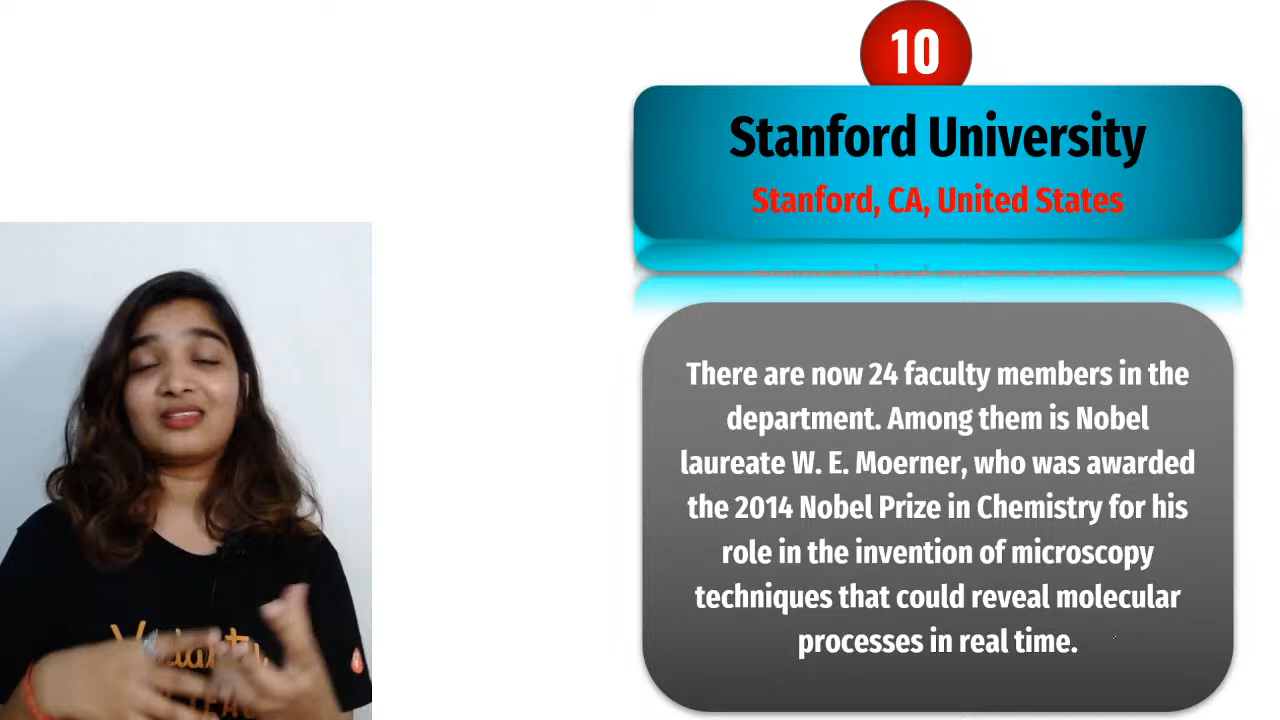 10
Stanford University
Stanford, CA, United States
There are now 24 faculty members in the
department. Among them is Nobel
laureate W. E. Moerner, who was awarded
the 2014 Nobel Prize in Chemistry for his
role in the invention of microscopy
techniques that could reveal molecular
processes in real time.